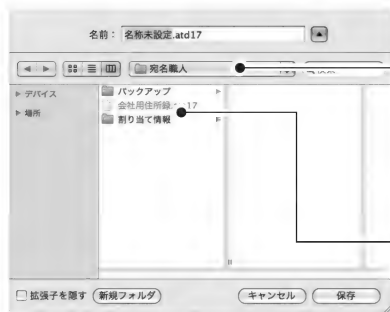 名前： 名称未設定.atd17
宛名職人
デバイス
場所
バックアップ
会社用住所録
17
割り当て情報
拡張子を隠す
新規フォルダ
キャンセル
保存